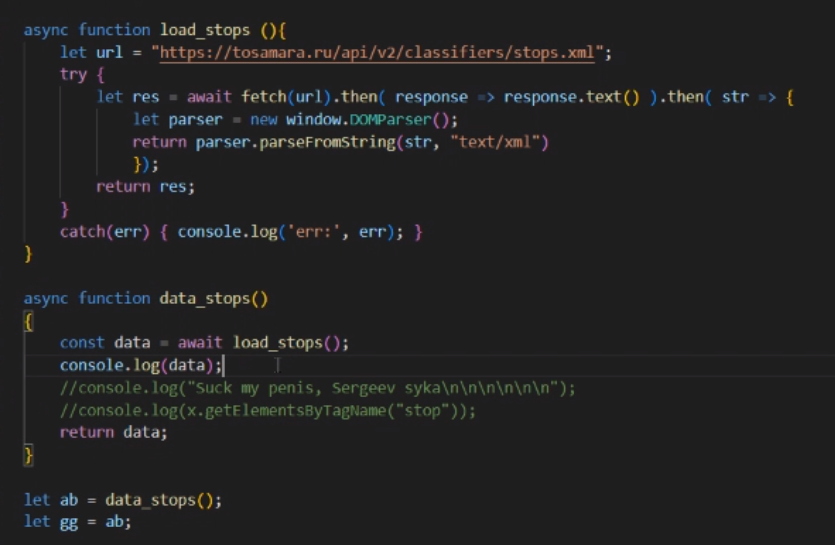 async function load_stops (){
let url = "https://tosamara.ru/api/v2/classifiers/stops.xml";
try {
let res = await fetch(url).then( response => response.text() ).then( str => {
let parser = new window.DOMParser();
return parser.parseFromString(str, "text/xml")
});
return res;
}
catch(err) { console.log('err:', err); }
}
async function data_stops()
{
const data = await load_stops();
console.log(data);
//console.log("Suck my penis, Sergeev syka\n\n\n\n\n\n");
//console.log(x.getElementsByTagName("stop"));
return data;
}
let ab = data_stops();
let gg = ab;